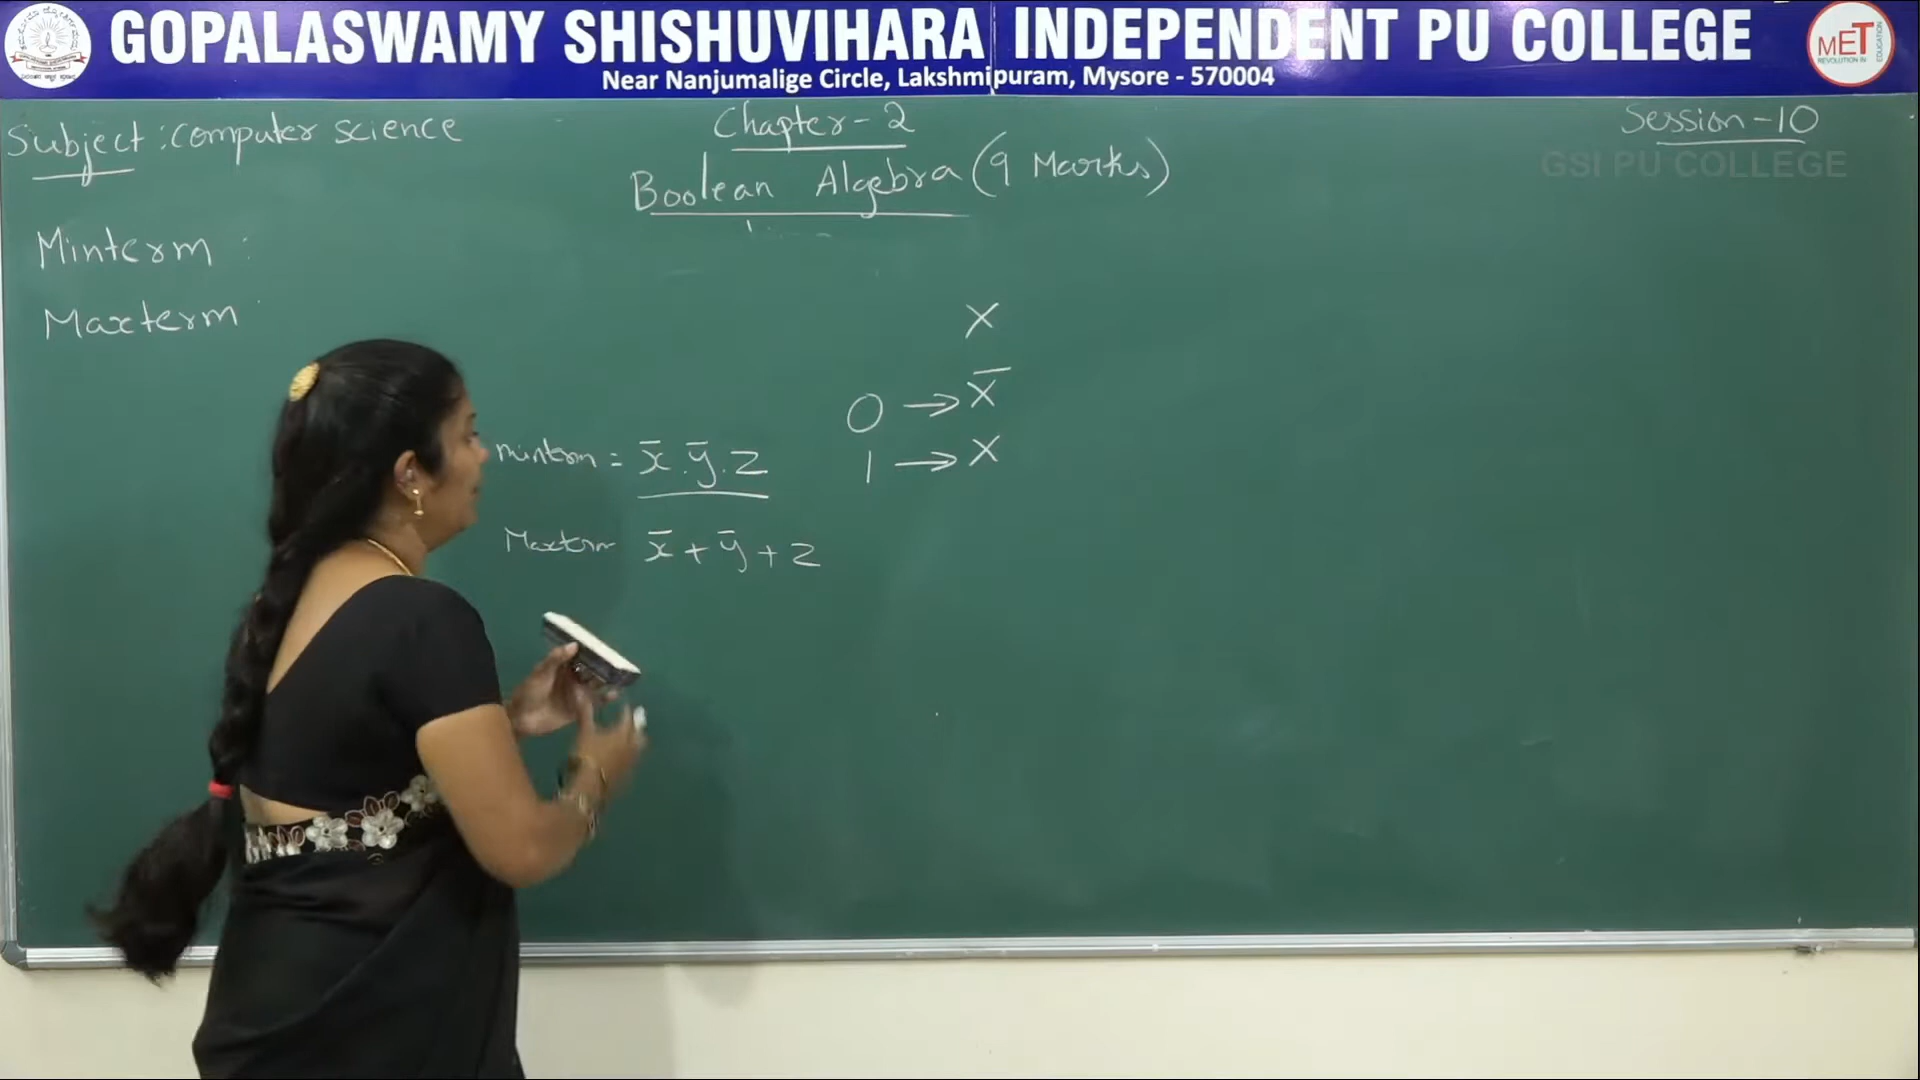 GOPALASWAMY SHISHUVIHARA INDEPENDENT PU COLLEGE
Near Nanjumalige Circle, Lakshmipuram, Mysore - 570004
MET
REVOLUTION IN EDUCATION
Subject : computer science
Chapter - 2
Session - 10
Boolean Algebra (9 Marks)
GSI PU COLLEGE
Minterm :
Maxterm
X
0 → X̅
minterm = x̅ . y̅ . z
1 → X
Maxterm x̅ + y̅ + z